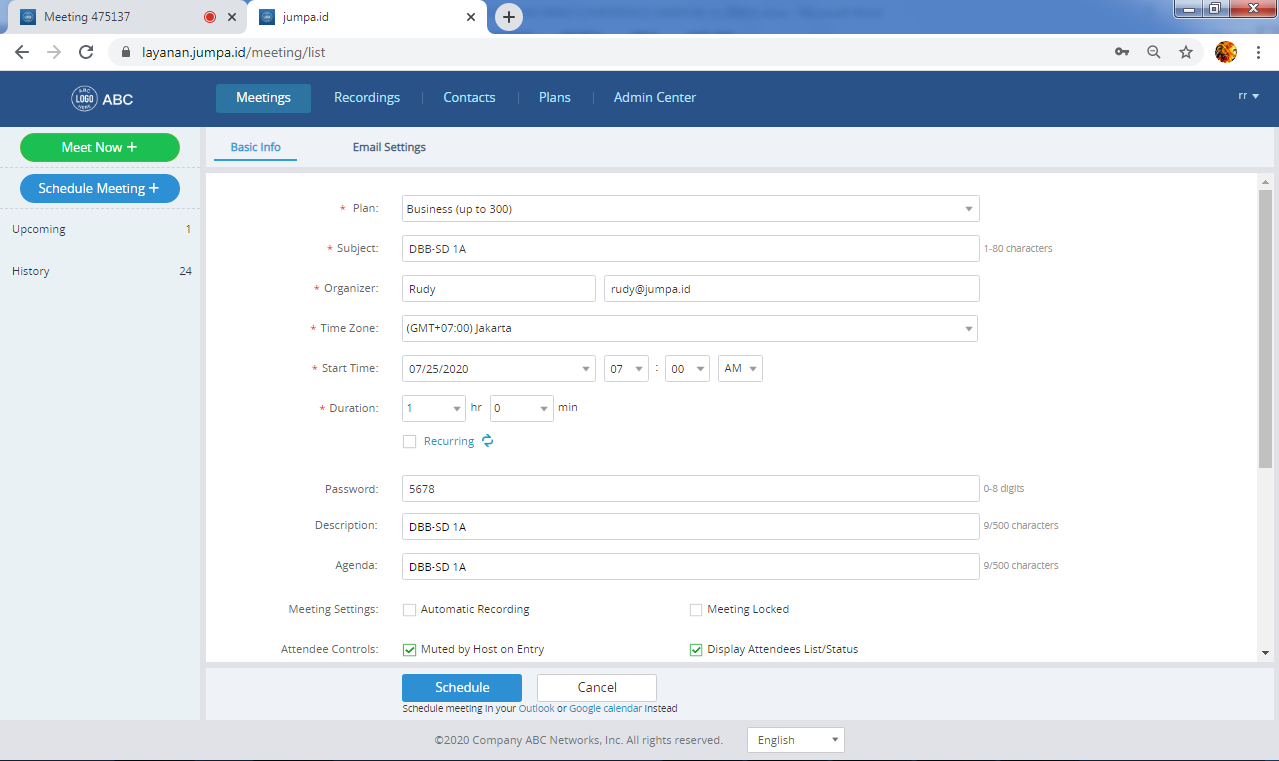 Meeting 475137
jumpa.id
layanan.jumpa.id/meeting/list
ABC LOGO HERE ABC
Meetings Recordings Contacts Plans Admin Center rr
Meet Now +
Basic Info Email Settings
Schedule Meeting +
Upcoming 1
History 24
* Plan: Business (up to 300)
* Subject: DBB-SD 1A 1-80 characters
* Organizer: Rudy rudy@jumpa.id
* Time Zone: (GMT+07:00) Jakarta
* Start Time: 07/25/2020 07 : 00 AM
* Duration: 1 hr 0 min
Recurring
Password: 5678 0-8 digits
Description: DBB-SD 1A 9/500 characters
Agenda: DBB-SD 1A 9/500 characters
Meeting Settings: Automatic Recording Meeting Locked
Attendee Controls: Muted by Host on Entry Display Attendees List/Status
Schedule Cancel
Schedule meeting in your Outlook or Google calendar instead
©2020 Company ABC Networks, Inc. All rights reserved. English